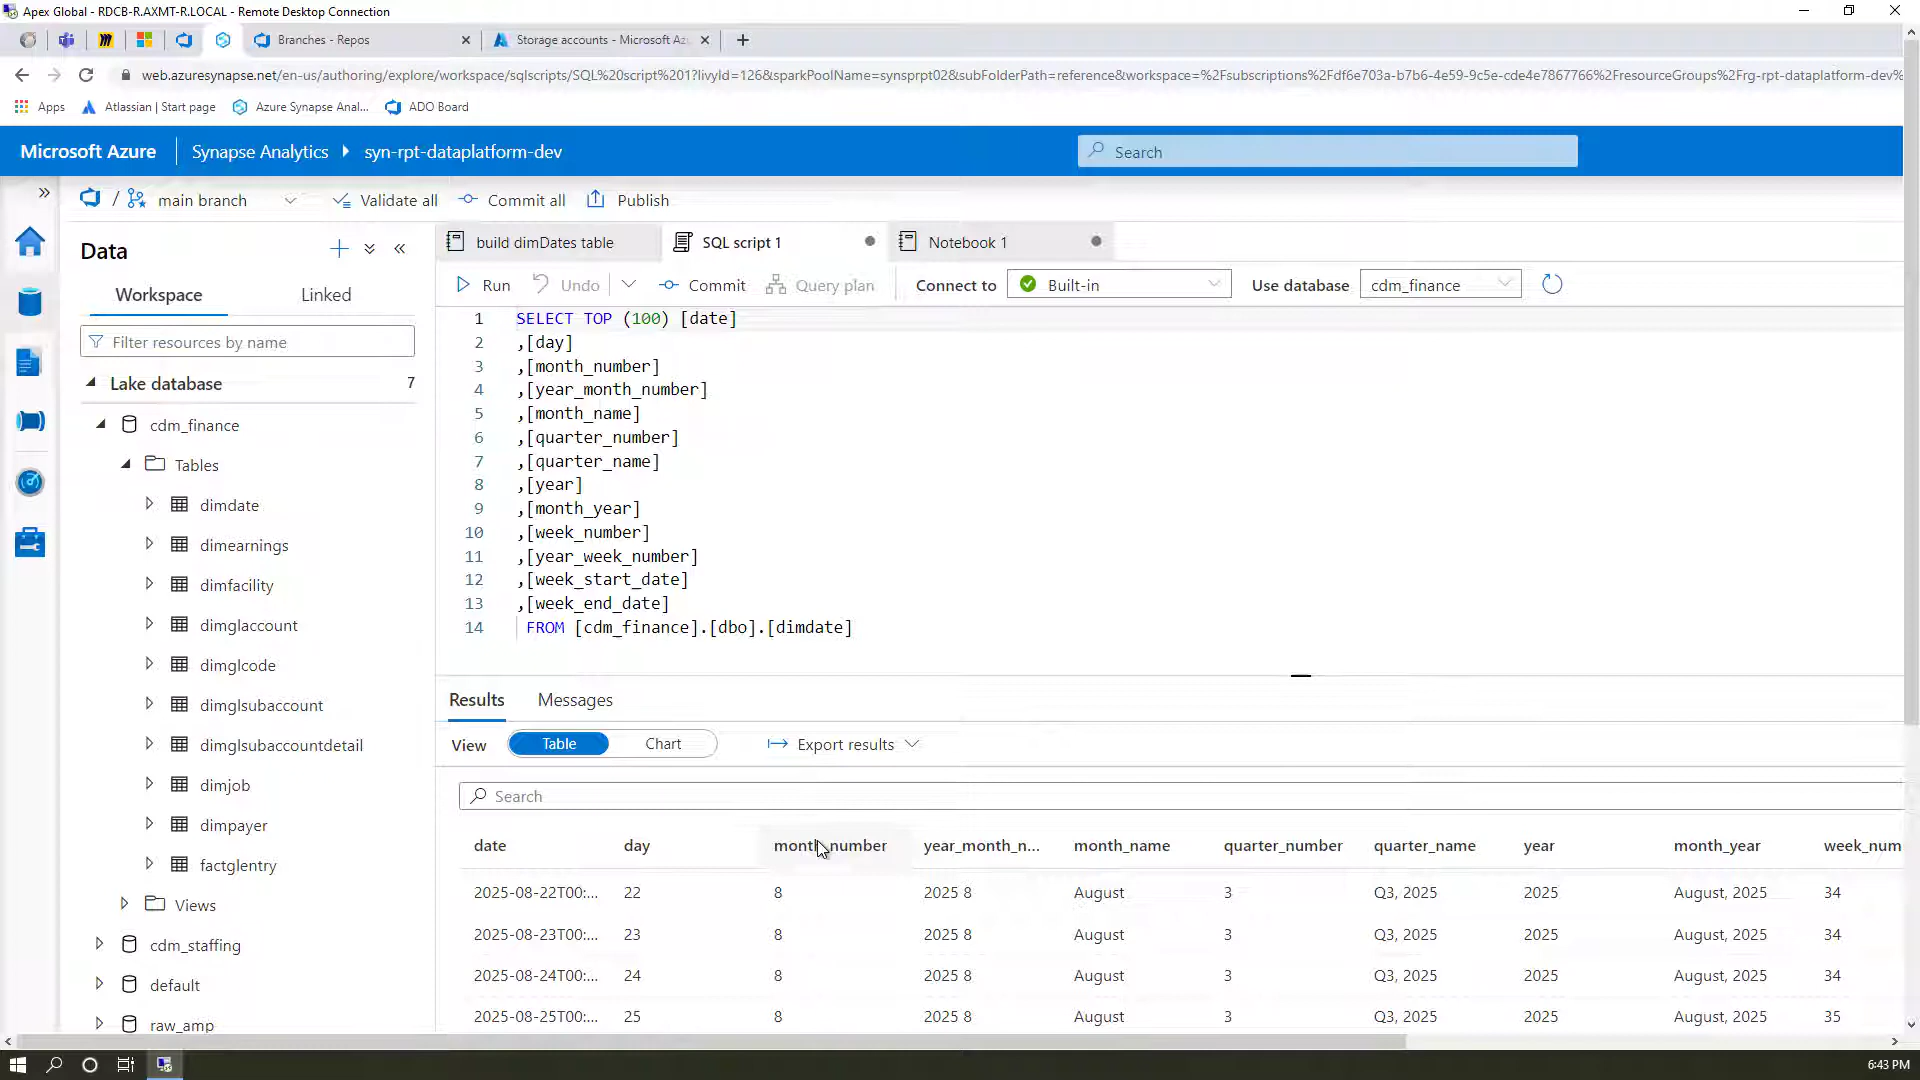 Apex Global - RDCB-R.AXMT-R.LOCAL - Remote Desktop Connection
Branches - Repos
Storage accounts - Microsoft Az
web.azuresynapse.net/en-us/authoring/explore/workspace/sqlscripts/SQL%20script%201?livyId=126&sparkPoolName=synsprpt02&subFolderPath=reference&workspace=%2Fsubscriptions%2Fdf6e703a-b7b6-4e59-9c5e-cde4e7867766%2FresourceGroups%2Frg-rpt-dataplatform-dev%
Apps
Atlassian | Start page
Azure Synapse Anal...
ADO Board
Microsoft Azure
Synapse Analytics
syn-rpt-dataplatform-dev
Search
/ main branch
Validate all
Commit all
Publish
Data
Workspace
Linked
Filter resources by name
Lake database 7
cdm_finance
Tables
dimdate
dimearnings
dimfacility
dimglaccount
dimglcode
dimglsubaccount
dimglsubaccountdetail
dimjob
dimpayer
factglentry
Views
cdm_staffing
default
raw_amp
build dimDates table
SQL script 1
Notebook 1
Run
Undo
Commit
Query plan
Connect to
Built-in
Use database
cdm_finance
1 SELECT TOP (100) [date]
2 ,[day]
3 ,[month_number]
4 ,[year_month_number]
5 ,[month_name]
6 ,[quarter_number]
7 ,[quarter_name]
8 ,[year]
9 ,[month_year]
10 ,[week_number]
11 ,[year_week_number]
12 ,[week_start_date]
13 ,[week_end_date]
14 FROM [cdm_finance].[dbo].[dimdate]
Results
Messages
View
Table
Chart
Export results
Search
date day month_number year_month_n... month_name quarter_number quarter_name year month_year week_num
2025-08-22T00:... 22 8 2025 8 August 3 Q3, 2025 2025 August, 2025 34
2025-08-23T00:... 23 8 2025 8 August 3 Q3, 2025 2025 August, 2025 34
2025-08-24T00:... 24 8 2025 8 August 3 Q3, 2025 2025 August, 2025 34
2025-08-25T00:... 25 8 2025 8 August 3 Q3, 2025 2025 August, 2025 35
6:43 PM